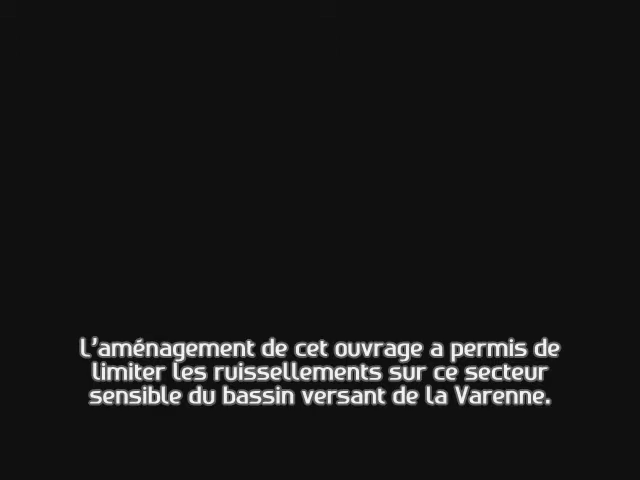 L'aménagement de cet ouvrage a permis de
limiter les ruissellements sur ce secteur
sensible du bassin versant de la Varenne.